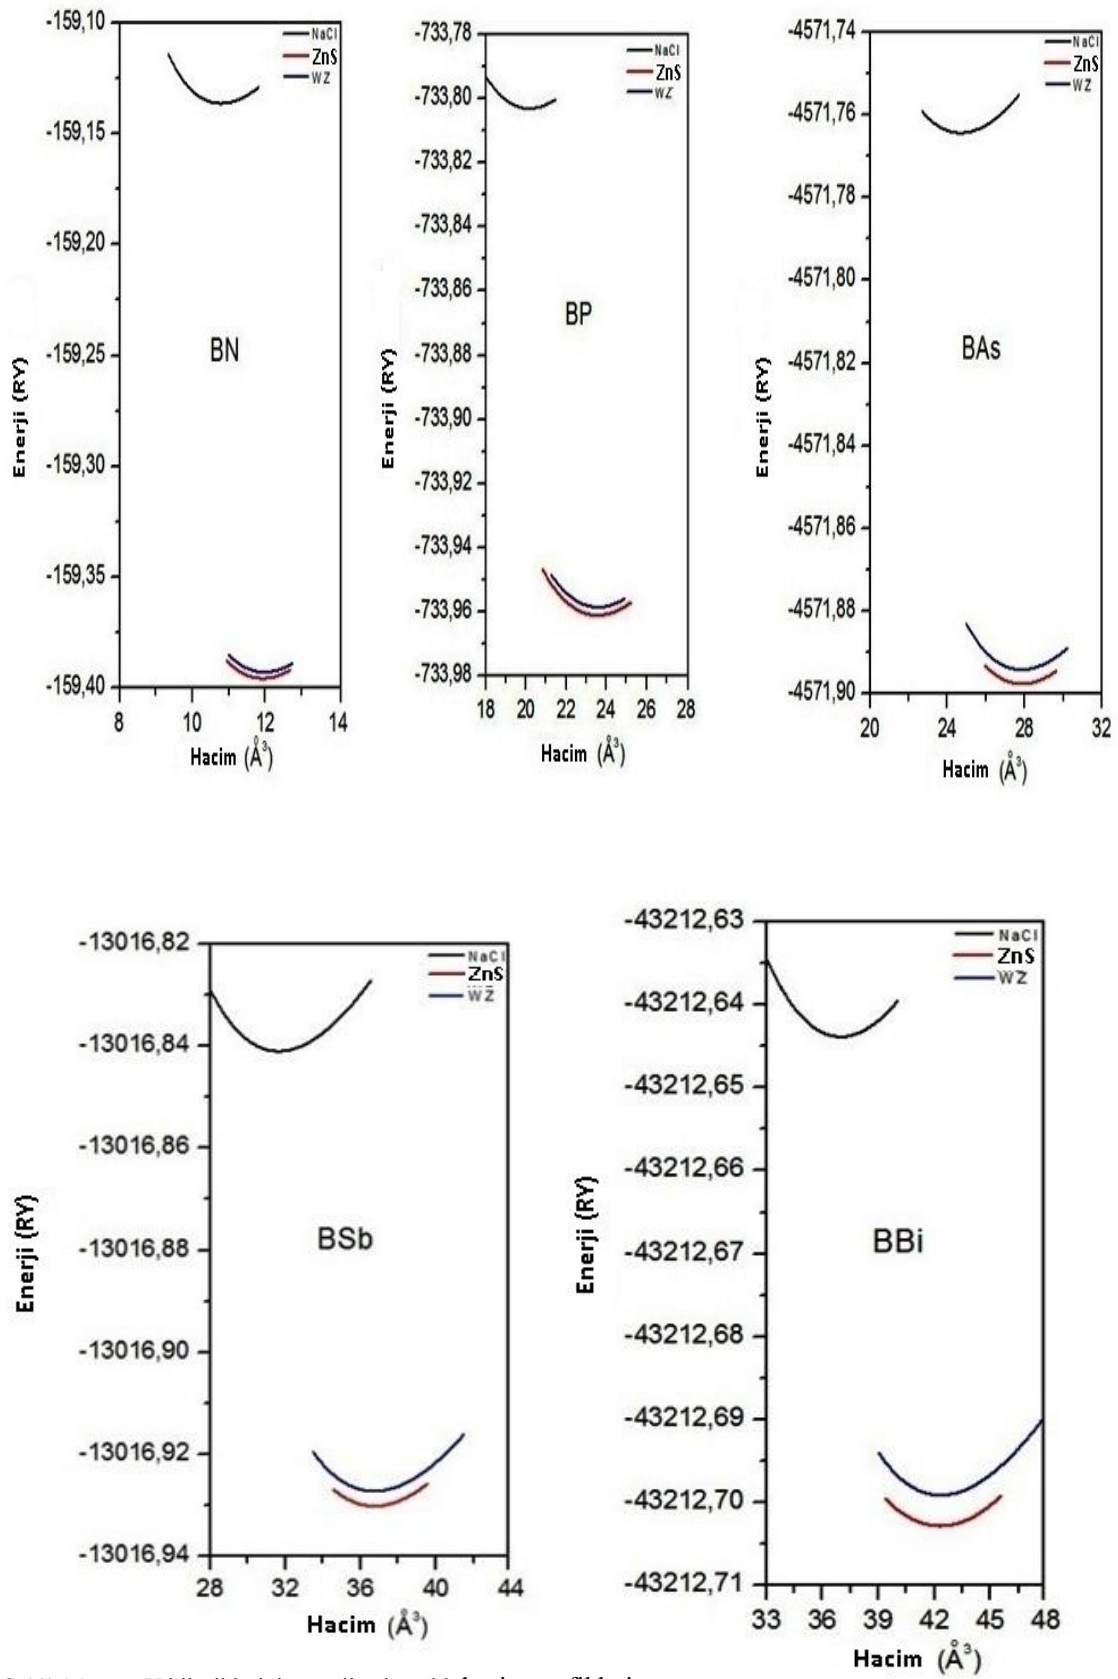 -159,10
-159,15
-159,20
-159,25
-159,30
-159,35
-159,40
8 10 12 14
Enerji (RY)
Hacim (Å³)
BN
NaCl
ZnS
WZ
-733,78
-733,80
-733,82
-733,84
-733,86
-733,88
-733,90
-733,92
-733,94
-733,96
-733,98
18 20 22 24 26 28
Enerji (RY)
Hacim (Å³)
BP
NaCl
ZnS
WZ
-4571,74
-4571,76
-4571,78
-4571,80
-4571,82
-4571,84
-4571,86
-4571,88
-4571,90
20 24 28 32
Enerji (RY)
Hacim (Å³)
BAs
NaCl
ZnS
WZ
-13016,82
-13016,84
-13016,86
-13016,88
-13016,90
-13016,92
-13016,94
28 32 36 40 44
Enerji (RY)
Hacim (Å³)
BSb
NaCl
ZnS
WZ
-43212,63
-43212,64
-43212,65
-43212,66
-43212,67
-43212,68
-43212,69
-43212,70
-43212,71
33 36 39 42 45 48
Enerji (RY)
Hacim (Å³)
BBi
NaCl
ZnS
WZ